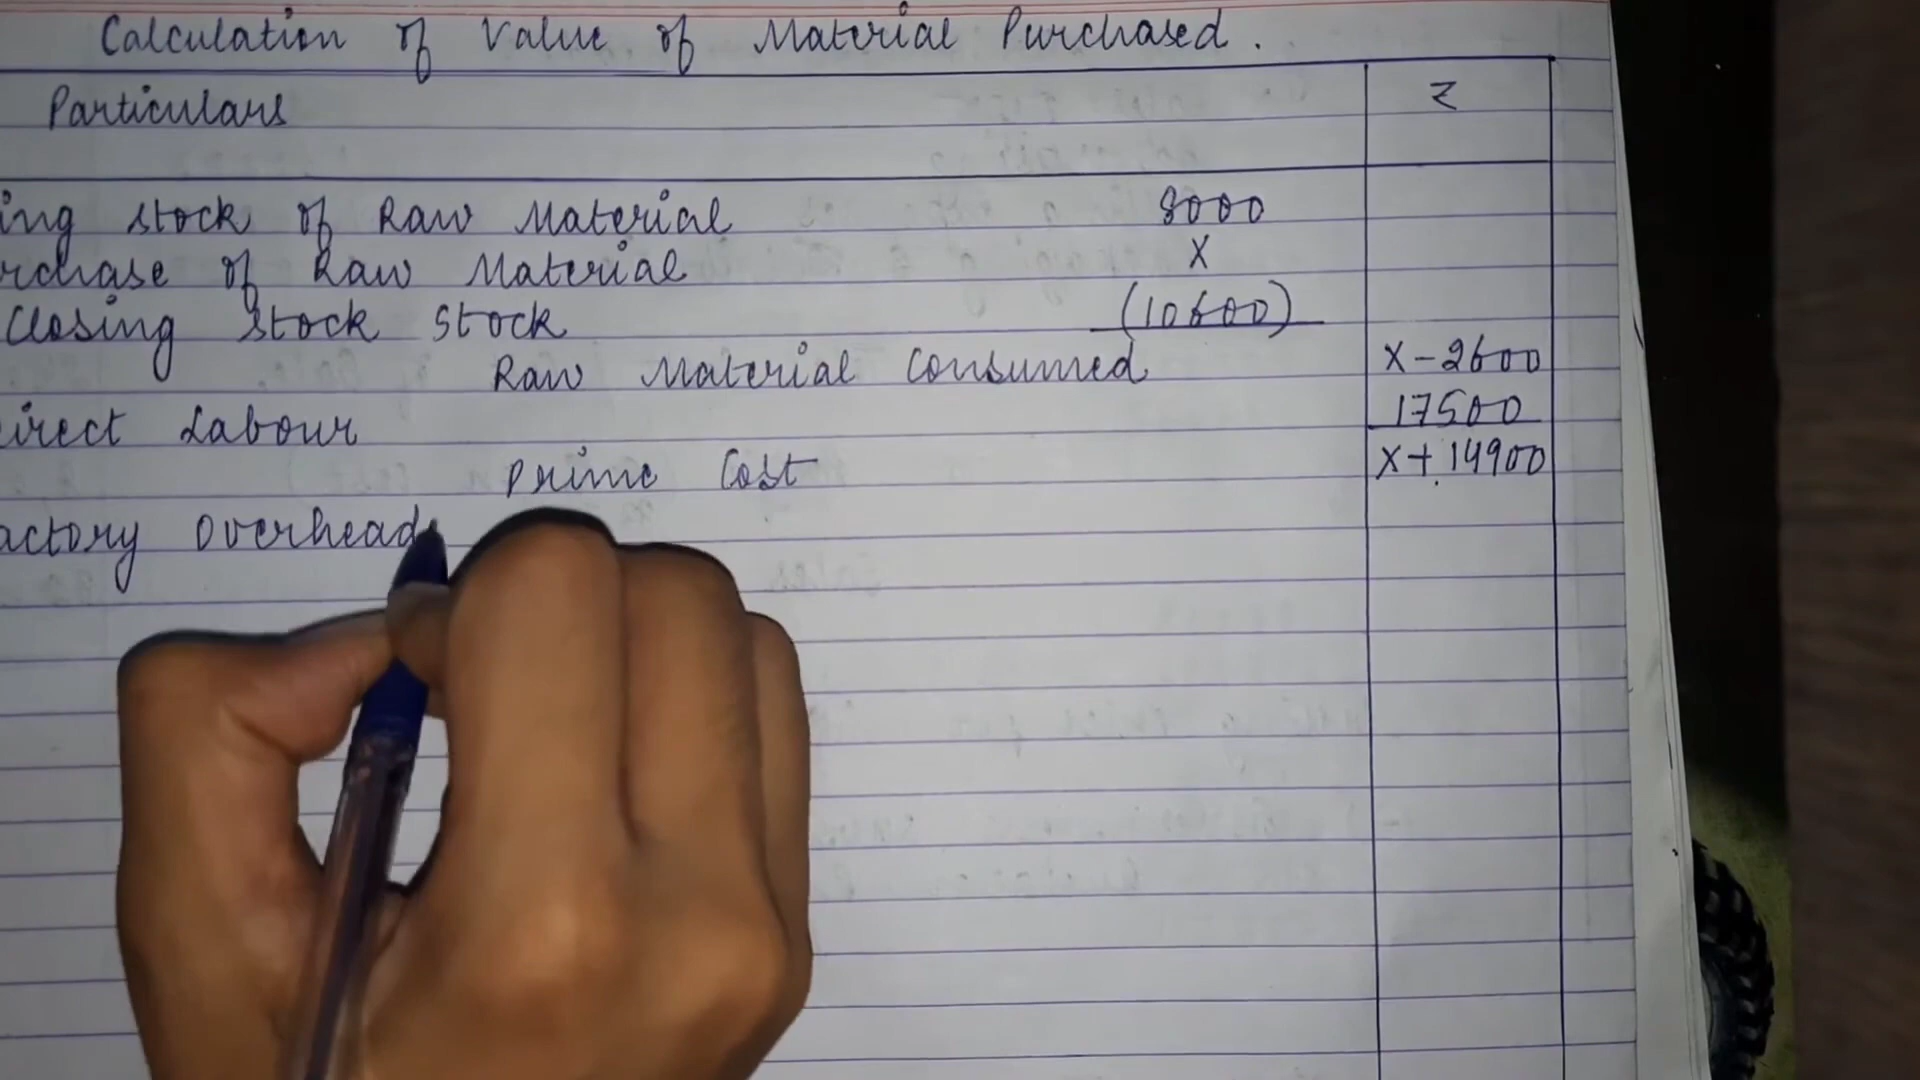 Calculation of Value of Material Purchased.
Particulars ₹
ing stock of Raw Material 8000
rchase of Raw Material X
Closing Stock Stock (10600)
Raw Material Consumed X-2600
irect Labour 17500
Prime Cost X+14900
actory Overhead